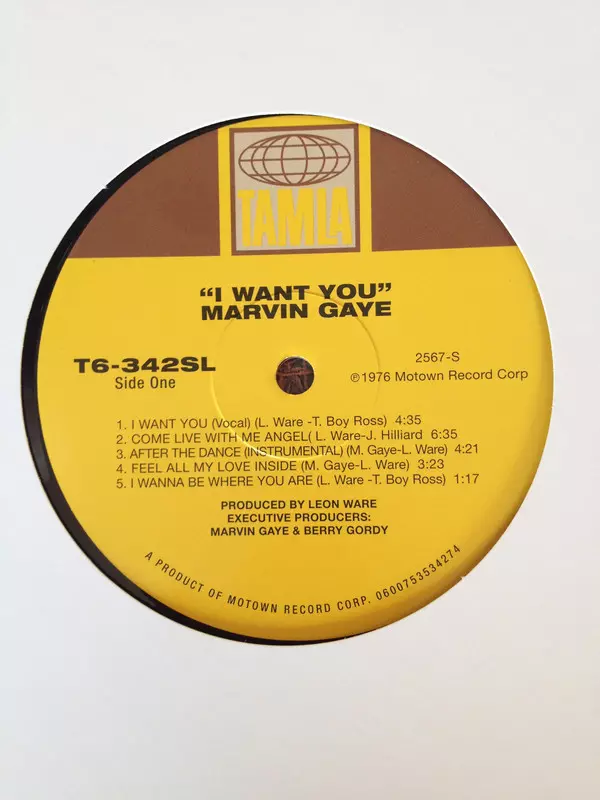 TAMLA
"I WANT YOU"
MARVIN GAYE
T6-342SL
Side One
2567-S
℗1976 Motown Record Corp
1. I WANT YOU (Vocal) (L. Ware -T. Boy Ross) 4:35
2. COME LIVE WITH ME ANGEL( L. Ware-J. Hilliard 6:35
3. AFTER THE DANCE (INSTRUMENTAL) (M. Gaye-L. Ware) 4:21
4. FEEL ALL MY LOVE INSIDE (M. Gaye-L. Ware) 3:23
5. I WANNA BE WHERE YOU ARE (L. Ware -T. Boy Ross) 1:17
PRODUCED BY LEON WARE
EXECUTIVE PRODUCERS:
MARVIN GAYE & BERRY GORDY
A PRODUCT OF MOTOWN RECORD CORP. 0600753534274